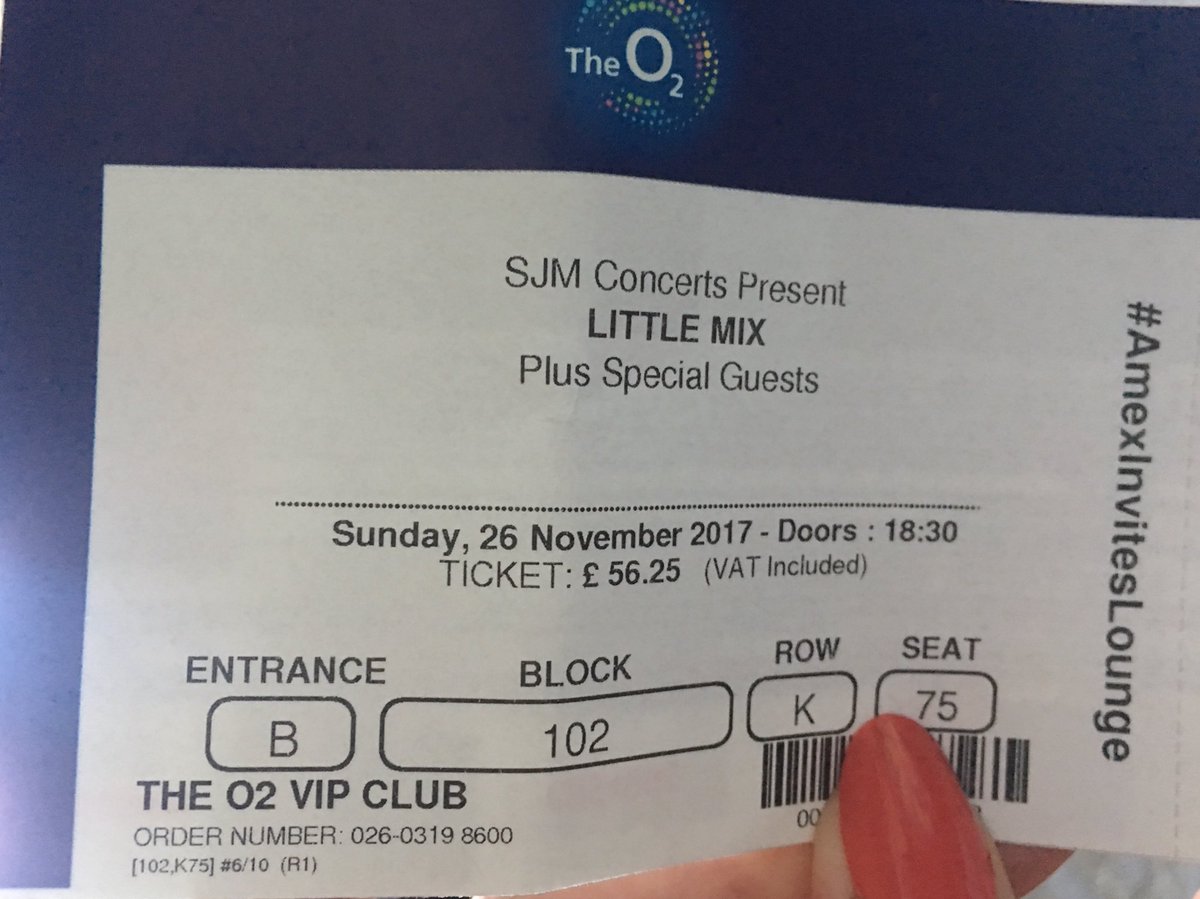 The O2
SJM Concerts Present
LITTLE MIX
Plus Special Guests
Sunday, 26 November 2017 - Doors : 18:30
TICKET: £ 56.25 (VAT Included)
ENTRANCE BLOCK ROW SEAT
B 102 K 75
THE O2 VIP CLUB
ORDER NUMBER: 026-0319 8600
[102,K75] #6/10 (R1)
00
#AmexInvitesLounge